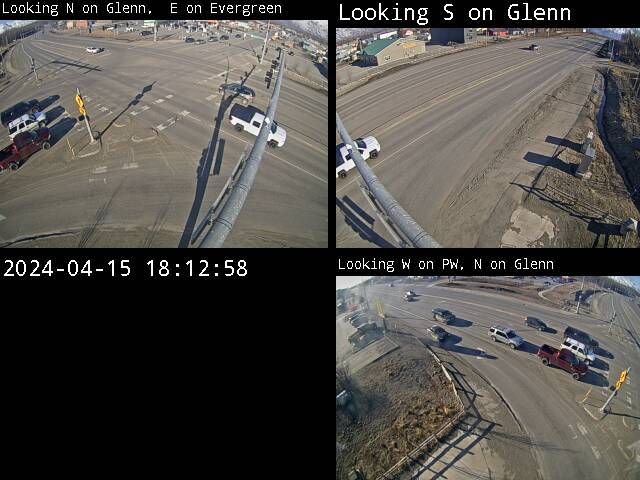 Looking N on Glenn, E on Evergreen
Looking S on Glenn
2024-04-15 18:12:58
Looking W on PW, N on Glenn